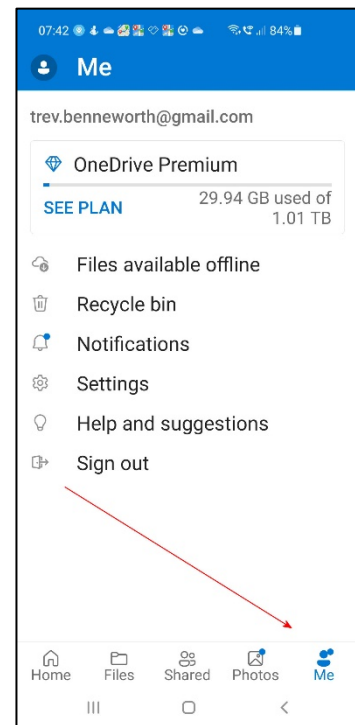 07:42 84%
Me
trev.benneworth@gmail.com
OneDrive Premium
SEE PLAN 29.94 GB used of
1.01 TB
Files available offline
Recycle bin
Notifications
Settings
Help and suggestions
Sign out
Home Files Shared Photos Me